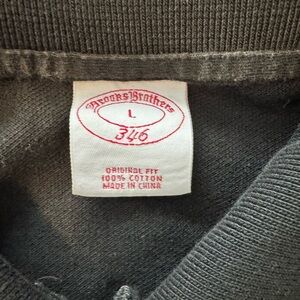 Brooks Brothers
L
346
ORIGINAL FIT
100% COTTON
MADE IN CHINA